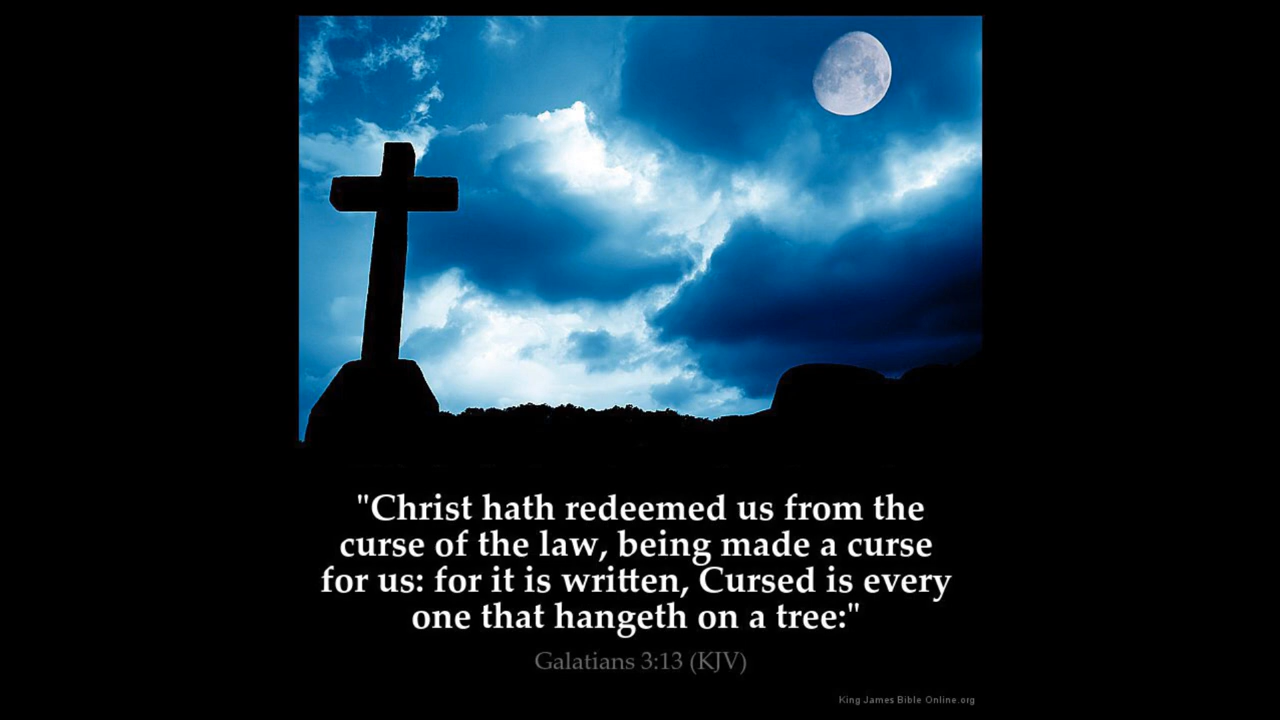 "Christ hath redeemed us from the
curse of the law, being made a curse
for us: for it is written, Cursed is every
one that hangeth on a tree:"
Galatians 3:13 (KJV)
King James Bible Online.org